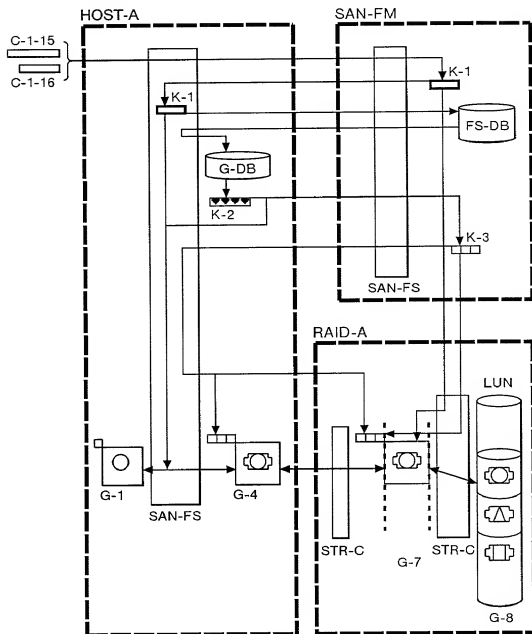 HOST-A
SAN-FM
C-1-15
C-1-16
K-1
K-1
FS-DB
G-DB
K-2
K-3
SAN-FS
RAID-A
LUN
G-1
SAN-FS
G-4
STR-C
G-7
STR-C
G-8